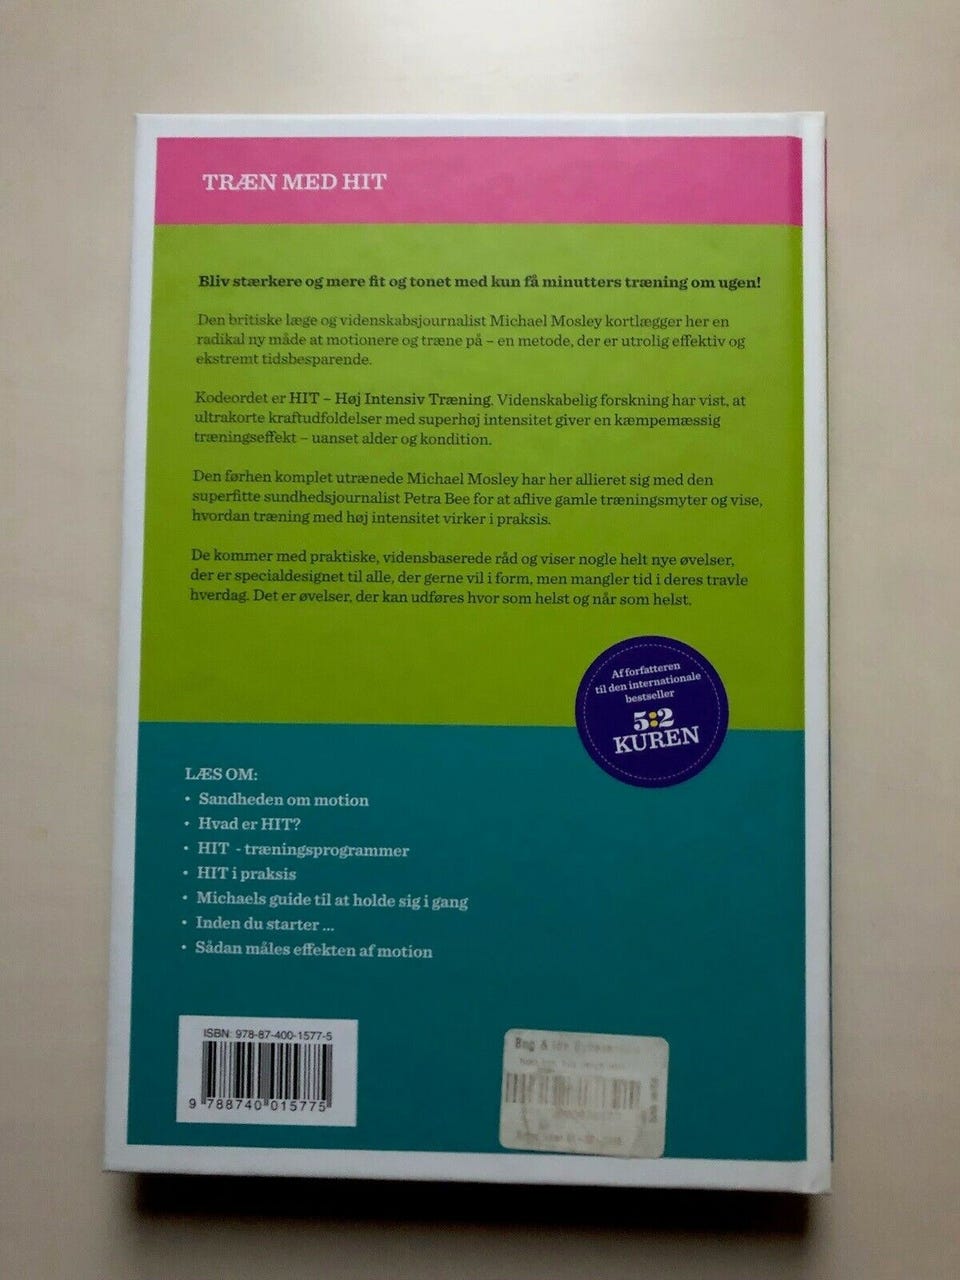 TRÆN MED HIT
Bliv stærkere og mere fit og tonet med kun få minutters træning om ugen!
Den britiske læge og videnskabsjournalist Michael Mosley kortlægger her en
radikal ny måde at motionere og træne på – en metode, der er utrolig effektiv og
ekstremt tidsbesparende.
Kodeordet er HIT – Høj Intensiv Træning. Videnskabelig forskning har vist, at
ultrakorte kraftudfoldelser med superhøj intensitet giver en kæmpemæssig
træningseffekt – uanset alder og kondition.
Den førhen komplet utrænede Michael Mosley har her allieret sig med den
superfitte sundhedsjournalist Petra Bee for at aflive gamle træningsmyter og vise,
hvordan træning med høj intensitet virker i praksis.
De kommer med praktiske, vidensbaserede råd og viser nogle helt nye øvelser,
der er specialdesignet til alle, der gerne vil i form, men mangler tid i deres travle
hverdag. Det er øvelser, der kan udføres hvor som helst og når som helst.
Af forfatteren
til den internationale
bestseller
5:2
KUREN
LÆS OM:
• Sandheden om motion
• Hvad er HIT?
• HIT - træningsprogrammer
• HIT i praksis
• Michaels guide til at holde sig i gang
• Inden du starter ...
• Sådan måles effekten af motion
ISBN: 978-87-400-1577-5
9 788740 015775
Bog &